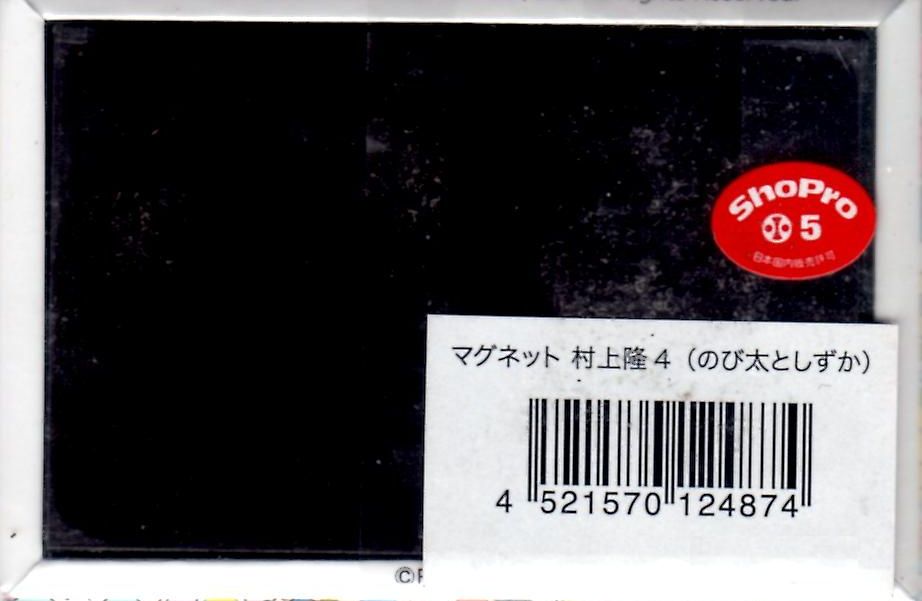 ShoPro
5
日本国内販売許可
マグネット 村上隆4（のび太としずか）
4 521570 124874
©